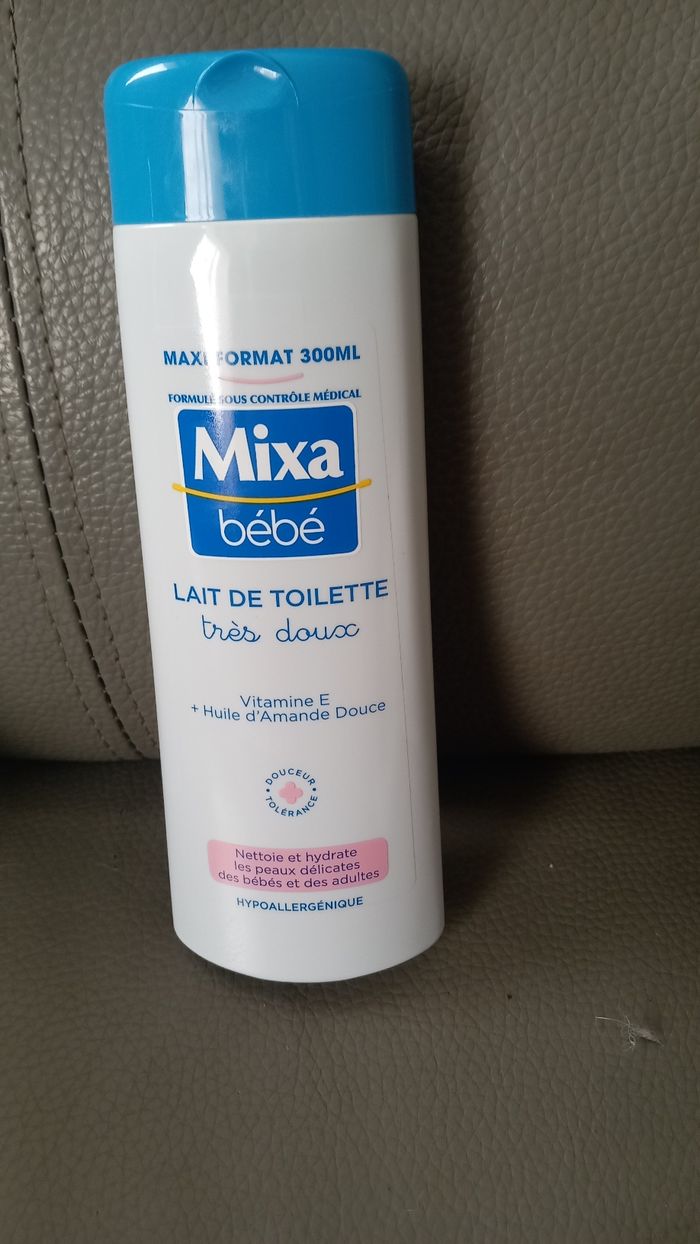 MAXI FORMAT 300ML
FORMULE SOUS CONTRÔLE MÉDICAL
Mixa
bébé
LAIT DE TOILETTE
très doux
Vitamine E
+ Huile d'Amande Douce
DOUCEUR
TOLÉRANCE
Nettoie et hydrate
les peaux délicates
des bébés et des adultes
HYPOALLERGÉNIQUE